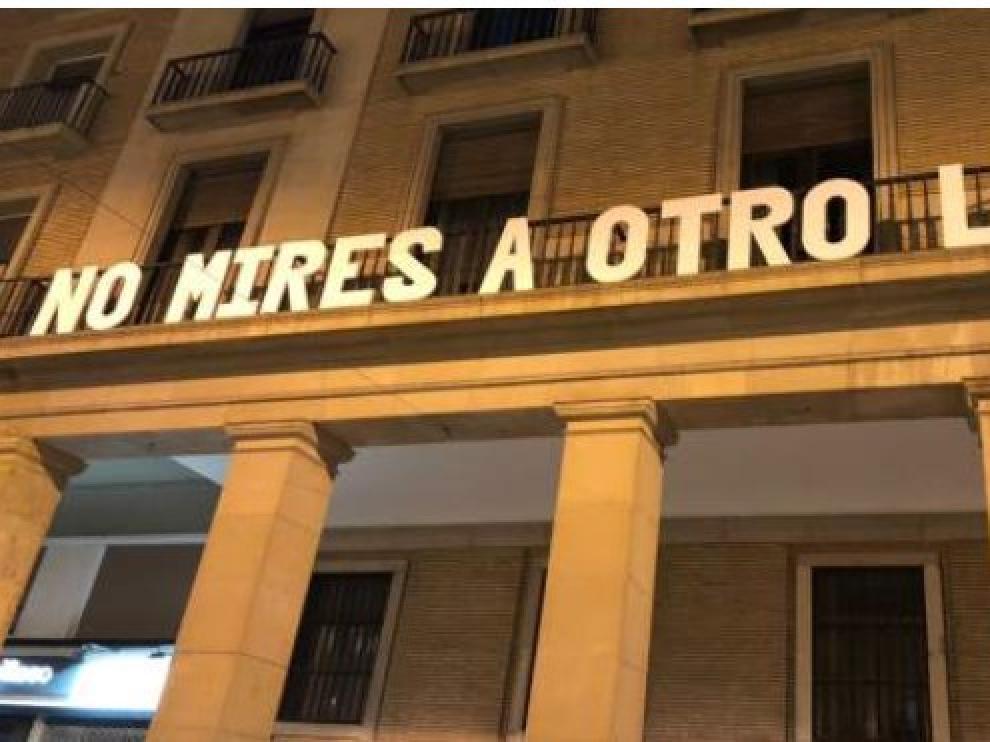 NO MIRES A OTRO L